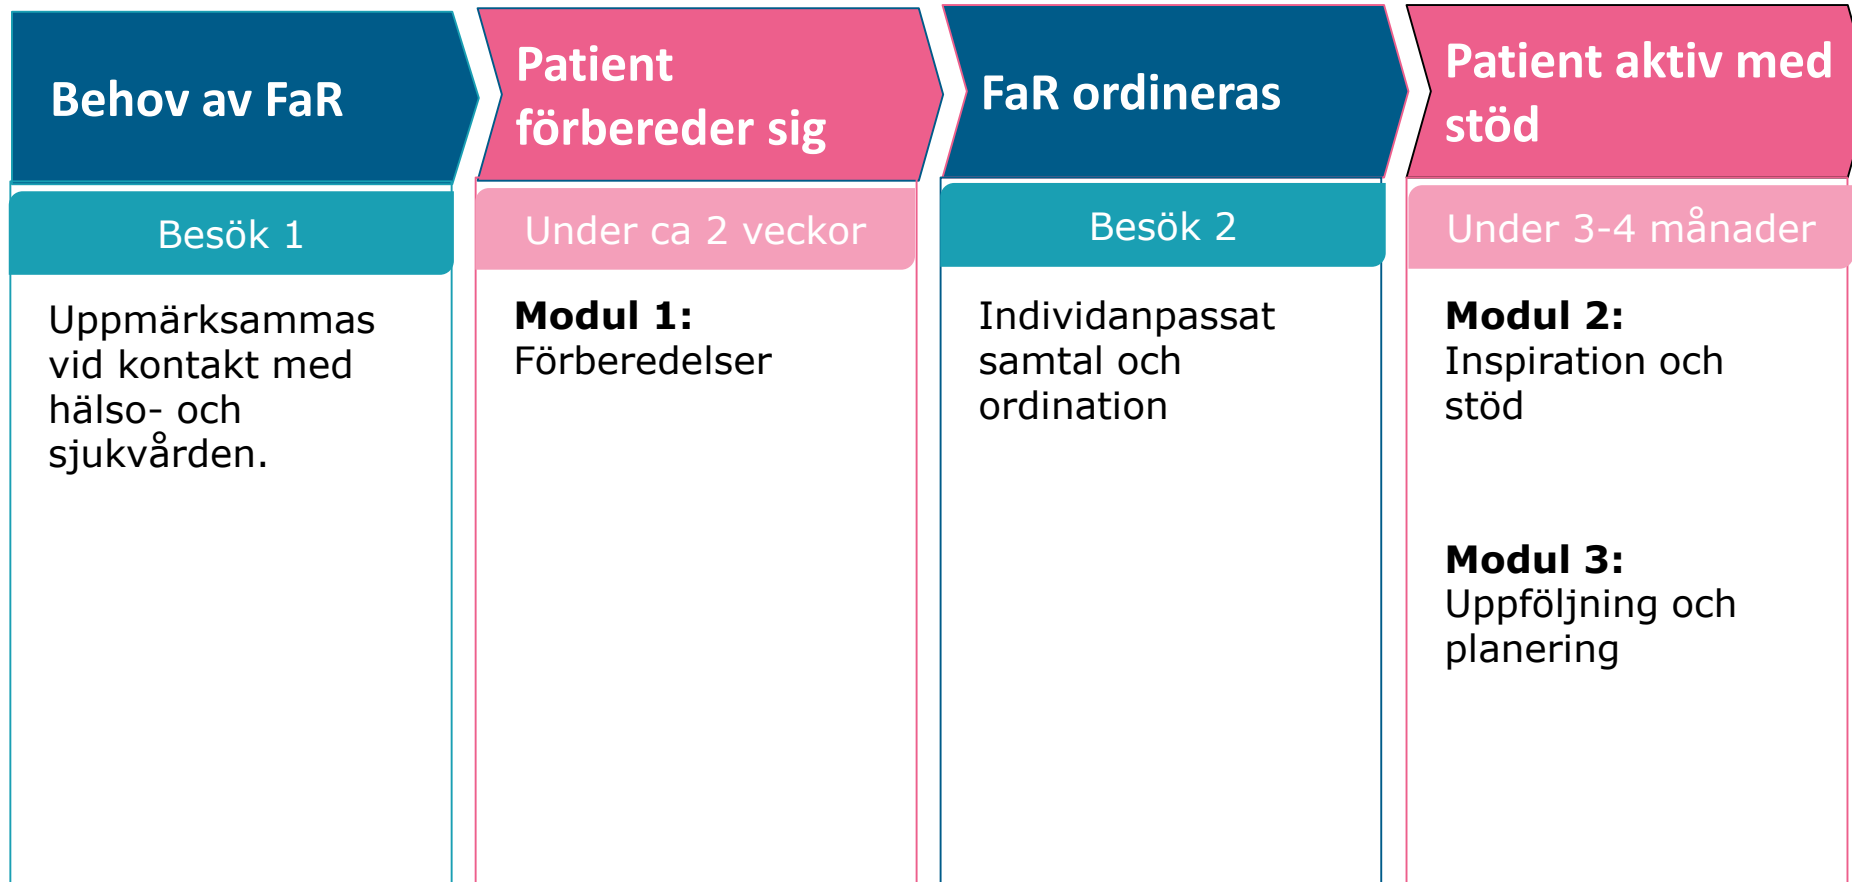 Behov av FaR
Besök 1
Uppmärksammas
vid kontakt med
hälso- och
sjukvården.
Patient
förbereder sig
Under ca 2 veckor
Modul 1:
Förberedelser
FaR ordineras
Besök 2
Individanpassat
samtal och
ordination
Patient aktiv med
stöd
Under 3-4 månader
Modul 2:
Inspiration och
stöd
Modul 3:
Uppföljning och
planering